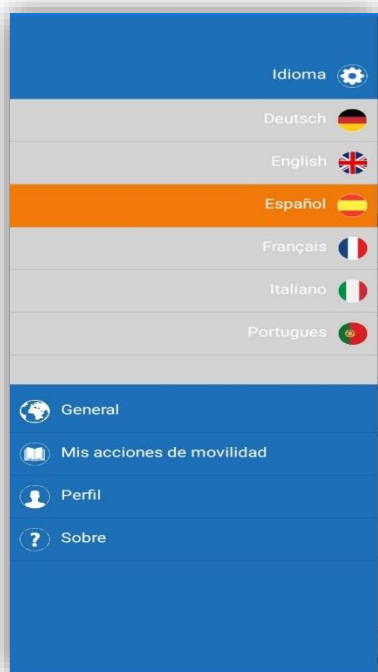 Idioma
Deutsch
English
Español
Français
Italiano
Portugues
General
Mis acciones de movilidad
Perfil
Sobre